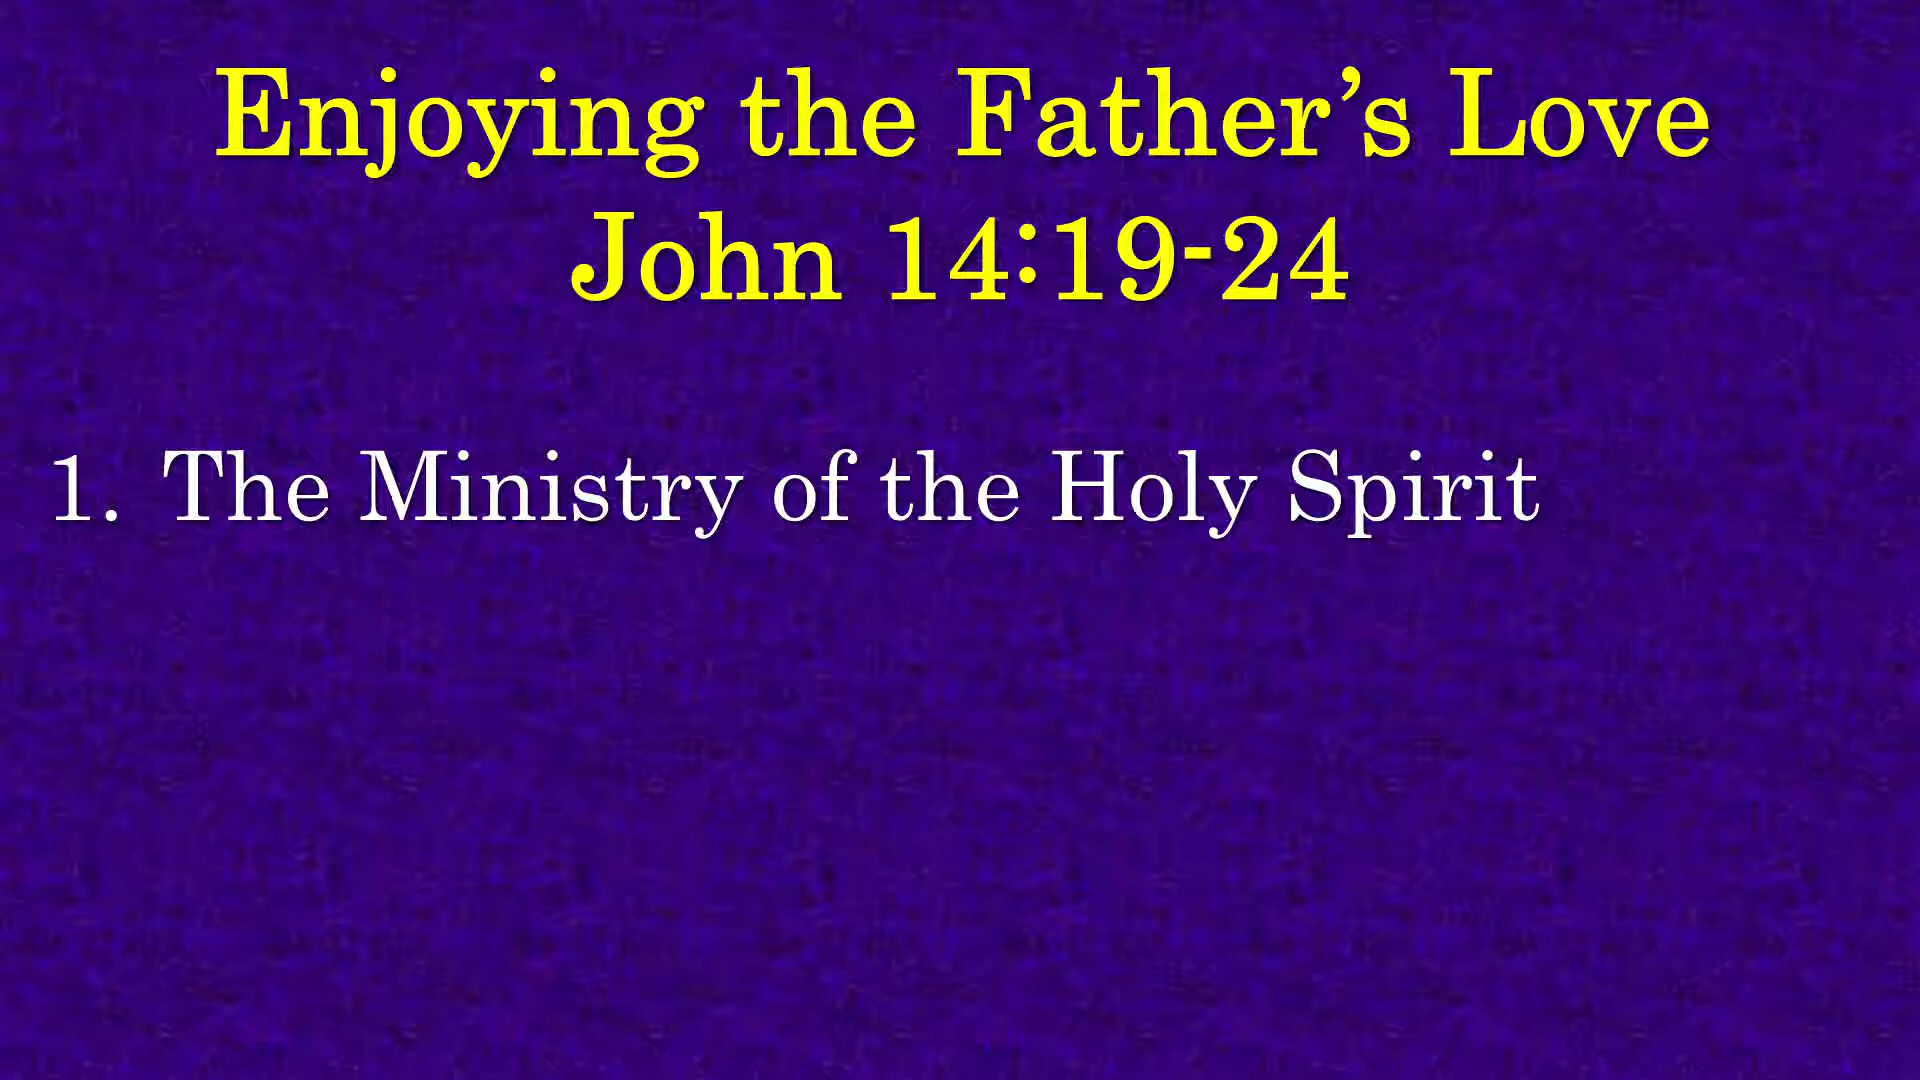 Enjoying the Father’s Love
John 14:19-24
1. The Ministry of the Holy Spirit